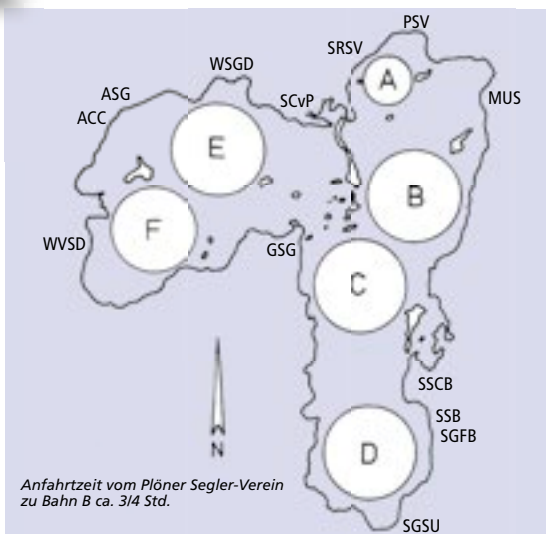 PSV
SRSV
WSGD
A
SCvP
ASG
MUS
ACC
E
B
F
WVSD
GSG
C
SSCB
SSB
SGFB
N
D
Anfahrtzeit vom Plöner Segler-Verein
zu Bahn B ca. 3/4 Std.
SGSU